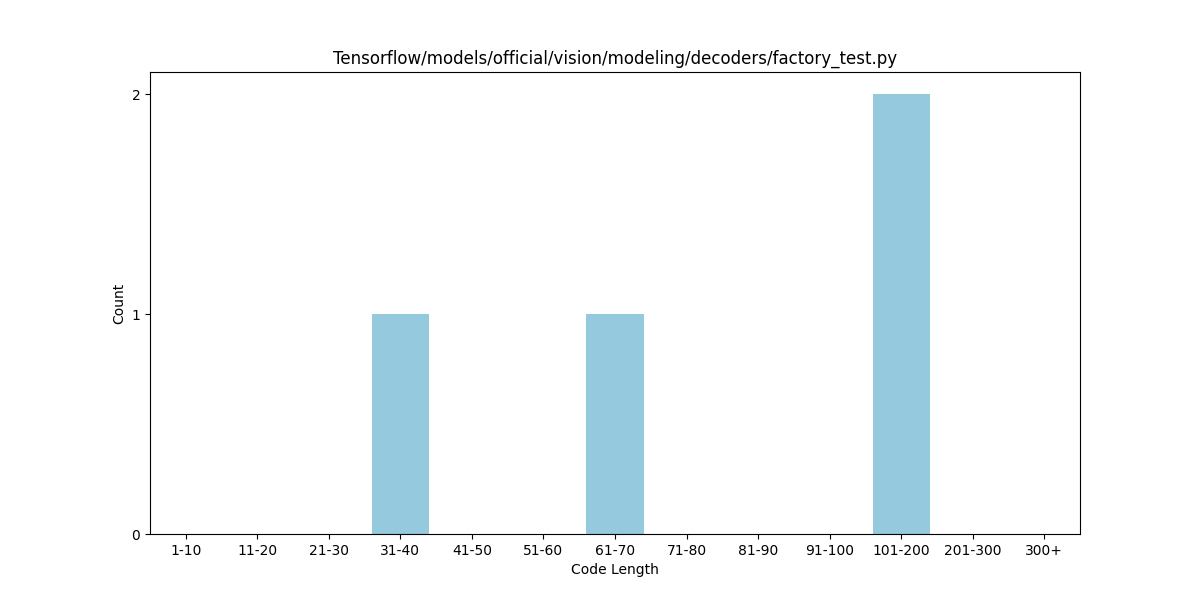 Tensorflow/models/official/vision/modeling/decoders/factory_test.py
2
1
0
Count
1-10 11-20 21-30 31-40 41-50 51-60 61-70 71-80 81-90 91-100 101-200 201-300 300+
Code Length